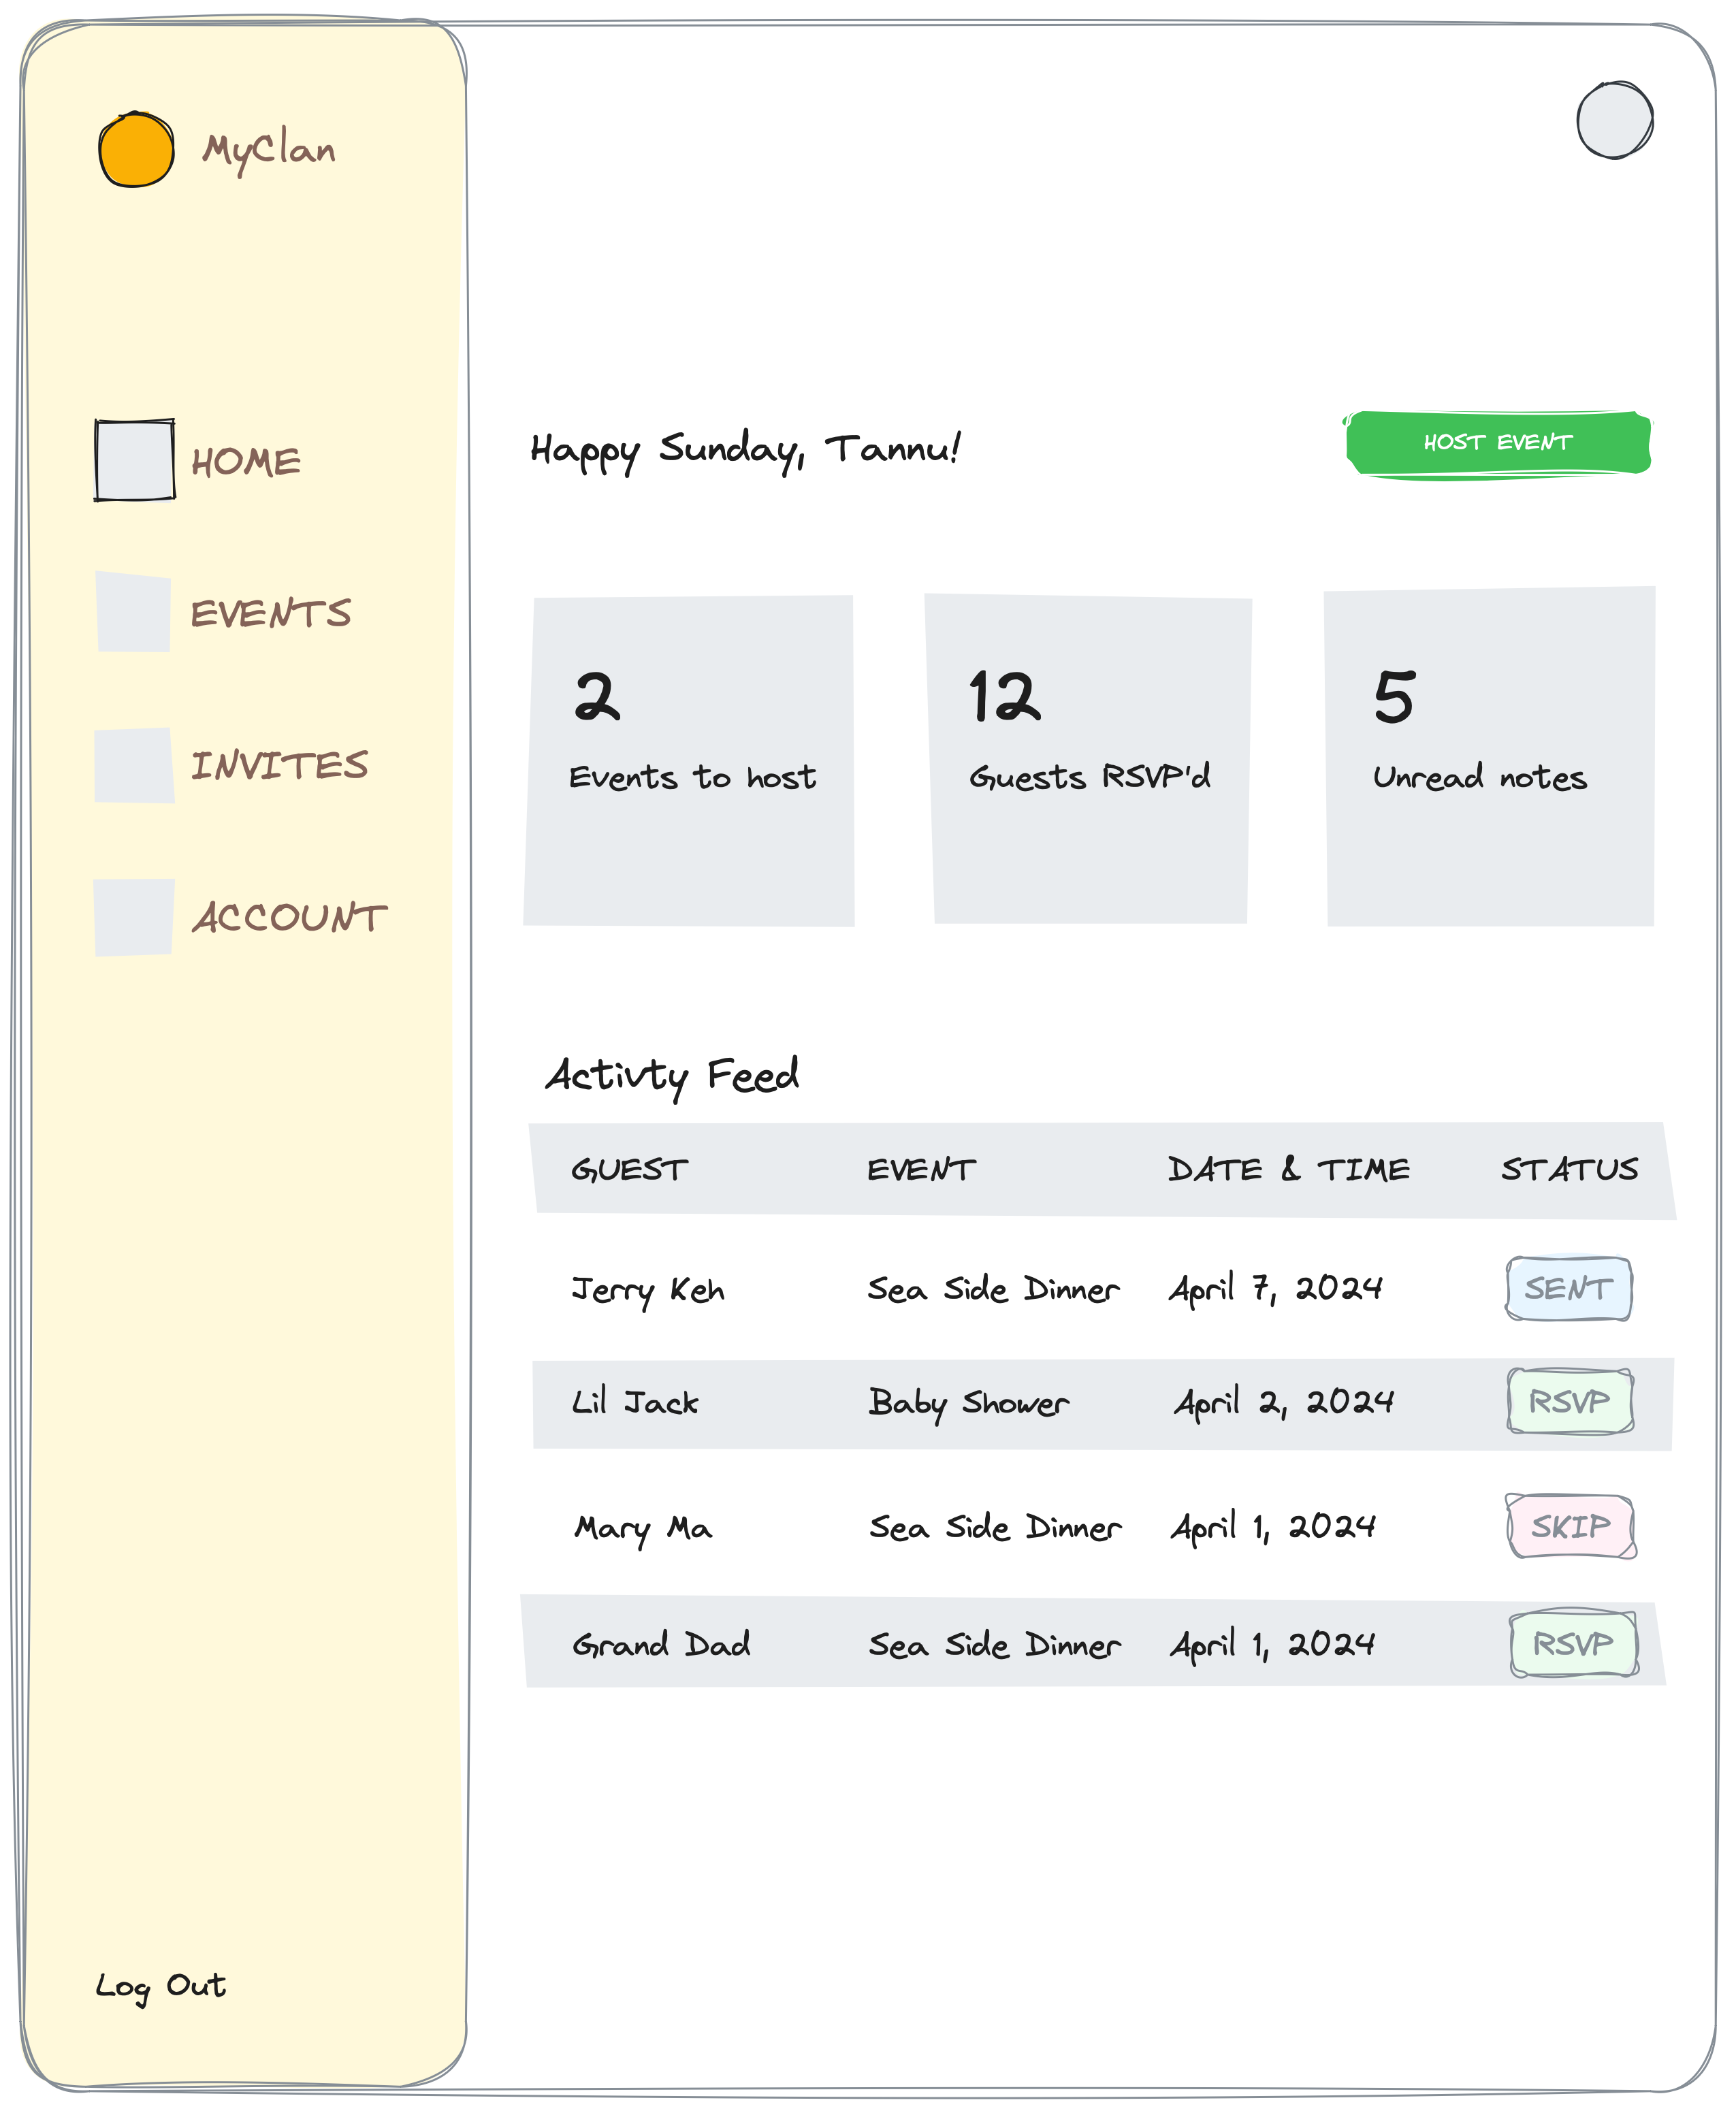 MyClan
HOME
EVENTS
INVITES
ACCOUNT
Log Out
Happy Sunday, Tannu!
HOST EVENT
2
Events to host
12
Guests RSVP'd
5
Unread notes
Activty Feed
GUEST EVENT DATE & TIME STATUS
Jerry Keh Sea Side Dinner April 7, 2024 SENT
Lil Jack Baby Shower April 2, 2024 RSVP
Mary Ma Sea Side Dinner April 1, 2024 SKIP
Grand Dad Sea Side Dinner April 1, 2024 RSVP